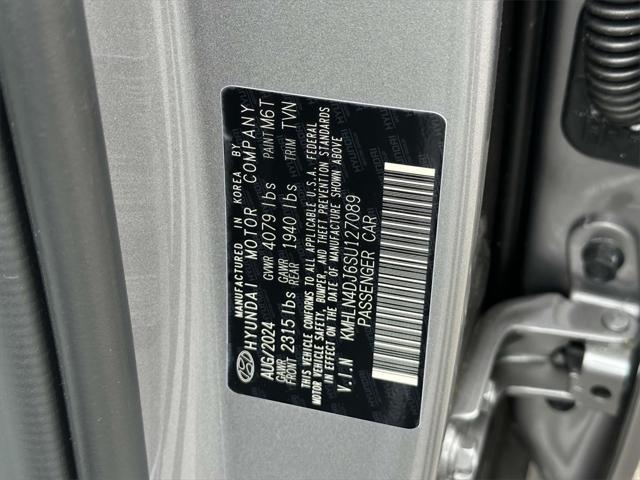 MANUFACTURED IN KOREA BY
HYUNDAI MOTOR COMPANY
AUG/2024 GVWR 4079 lbs PAINT M6T
GAWR FRONT 2315 lbs GAWR REAR 1940 lbs TRIM TVN
THIS VEHICLE CONFORMS TO ALL APPLICABLE U.S.A. FEDERAL
MOTOR VEHICLE SAFETY, BUMPER, AND THEFT PREVENTION STANDARDS
IN EFFECT ON THE DATE OF MANUFACTURE SHOWN ABOVE
V.I.N KMHLN4DJ6SU127089
PASSENGER CAR